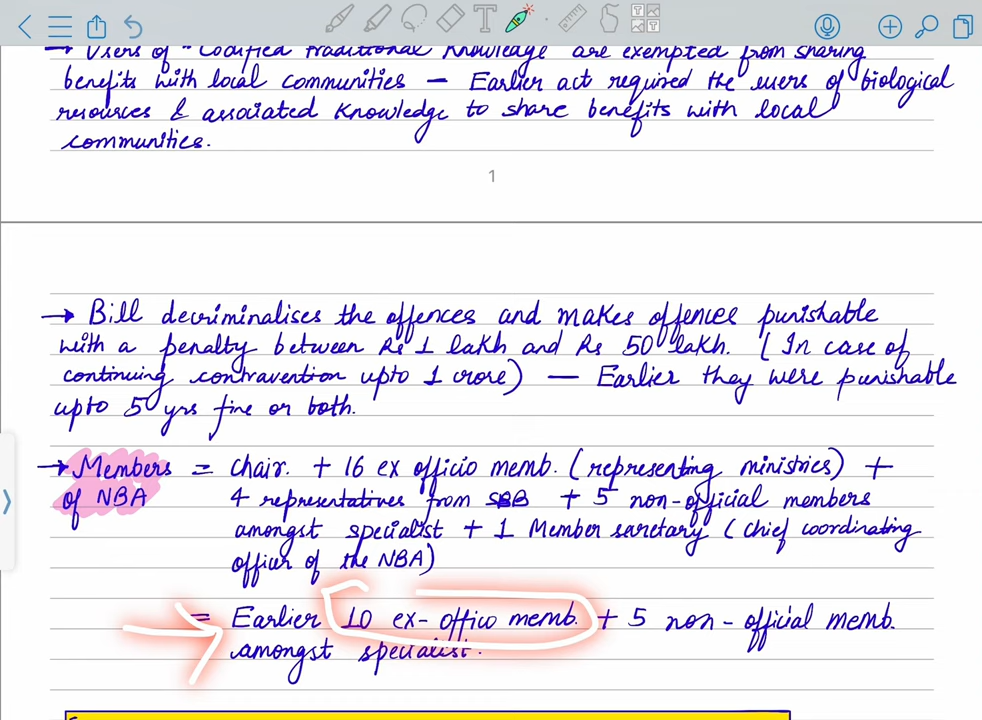 → Users of "Codified Traditional Knowledge are exempted from sharing
benefits with local communities — Earlier act required the users of biological
resources & associated Knowledge to share benefits with local
communities.
1
→ Bill decriminalises the offences and makes offences punishable
with a penalty between Rs 1 lakh and Rs 50 lakh. (In case of
continuing contravention upto 1 crore) — Earlier they were punishable
upto 5 yrs fine or both.
→ Members = Chair. + 16 ex officio memb. (representing ministries) +
of NBA 4 representatives from SBB + 5 non-official members
amongst specialist + 1 Member secretary (chief coordinating
officer of the NBA)
= Earlier 10 ex-offico memb. + 5 non-official memb.
amongst specialist.